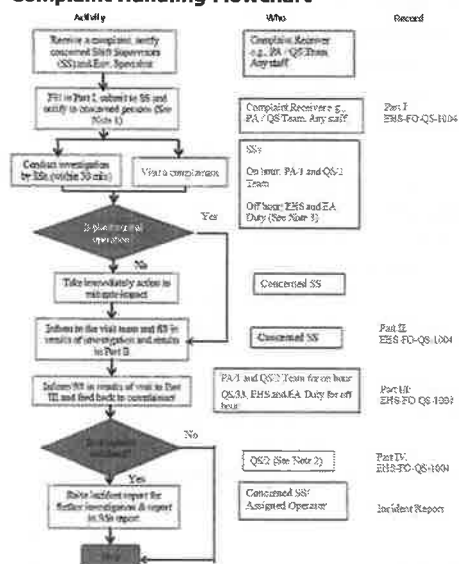 Complaint Handling Flowchart
Activity
Who
Record
Receive a complaint, notify
concerned Shift Supervisors
(SS) and Env. Specialist
Complaint Receiver
e.g., PA / QS Team,
Any staff
Fill in Part I, submit to SS and
notify to concerned persons (See
Note 1)
Complaint Receiver e.g.,
PA / QS Team, Any staff
Part I
EHS-FO-QS-1004
Conduct investigation
by SSs (within 30 min)
Visit a complainant
SSs
On hour: PA/1 and QS/2
Team
Off hour: EHS and EA
Duty (See Note 3)
Is plant normal
operation
Yes
No
Take immediately action to
mitigate impact
Concerned SS
Inform to the visit team and SS in
results of investigation and results
in Part II
Concerned SS
Part II
EHS-FO-QS-1004
Inform SS in results of visit to Part
III and feed back to complainant
PA/1 and QS/2 Team for on hour
QS/33, EHS and EA Duty for off
hour
Part III
EHS-FO-QS-1004
No
QS/2 (See Note 2)
Part IV
EHS-FO-QS-1004
Yes
Raise incident report for
further investigation & report
in SSs report
Concerned SS/
Assigned Operator
Incident Report